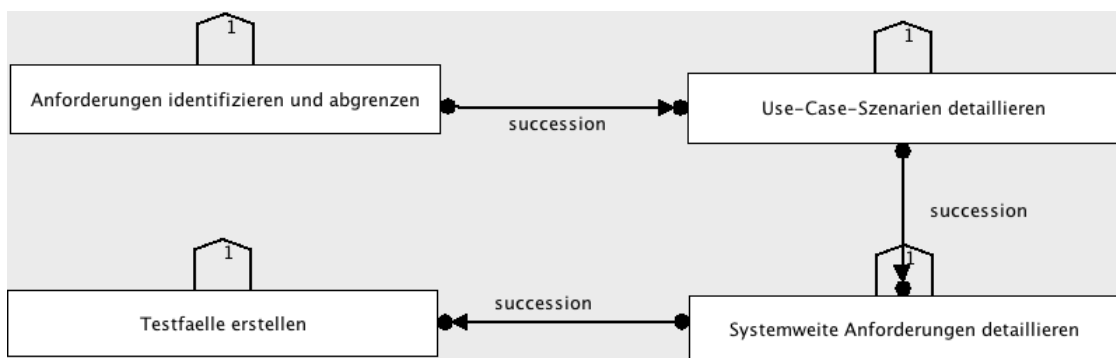 1
1
Anforderungen identifizieren und abgrenzen
Use-Case-Szenarien detaillieren
succession
succession
1
1
Testfaelle erstellen
succession
Systemweite Anforderungen detaillieren